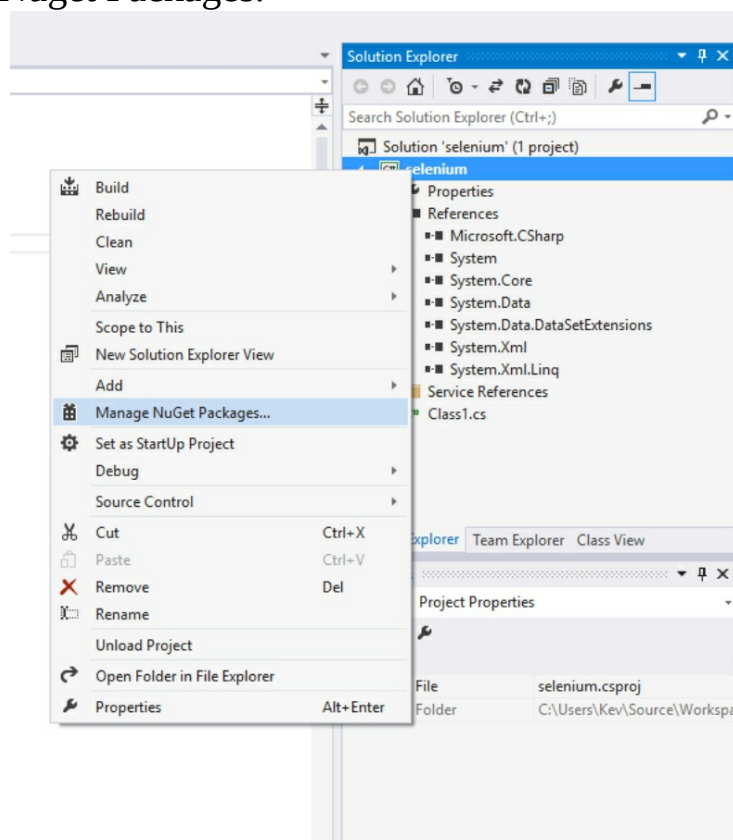 Nuget Packages.
Solution Explorer
Search Solution Explorer (Ctrl+;)
Solution 'selenium' (1 project)
C# selenium
Properties
References
Microsoft.CSharp
System
System.Core
System.Data
System.Data.DataSetExtensions
System.Xml
System.Xml.Linq
Service References
Class1.cs
Build
Rebuild
Clean
View
Analyze
Scope to This
New Solution Explorer View
Add
Manage NuGet Packages...
Set as StartUp Project
Debug
Source Control
Cut Ctrl+X
Paste Ctrl+V
Remove Del
Rename
Unload Project
Open Folder in File Explorer
Properties Alt+Enter
Explorer Team Explorer Class View
Project Properties
File selenium.csproj
Folder C:\Users\Kev\Source\Workspa